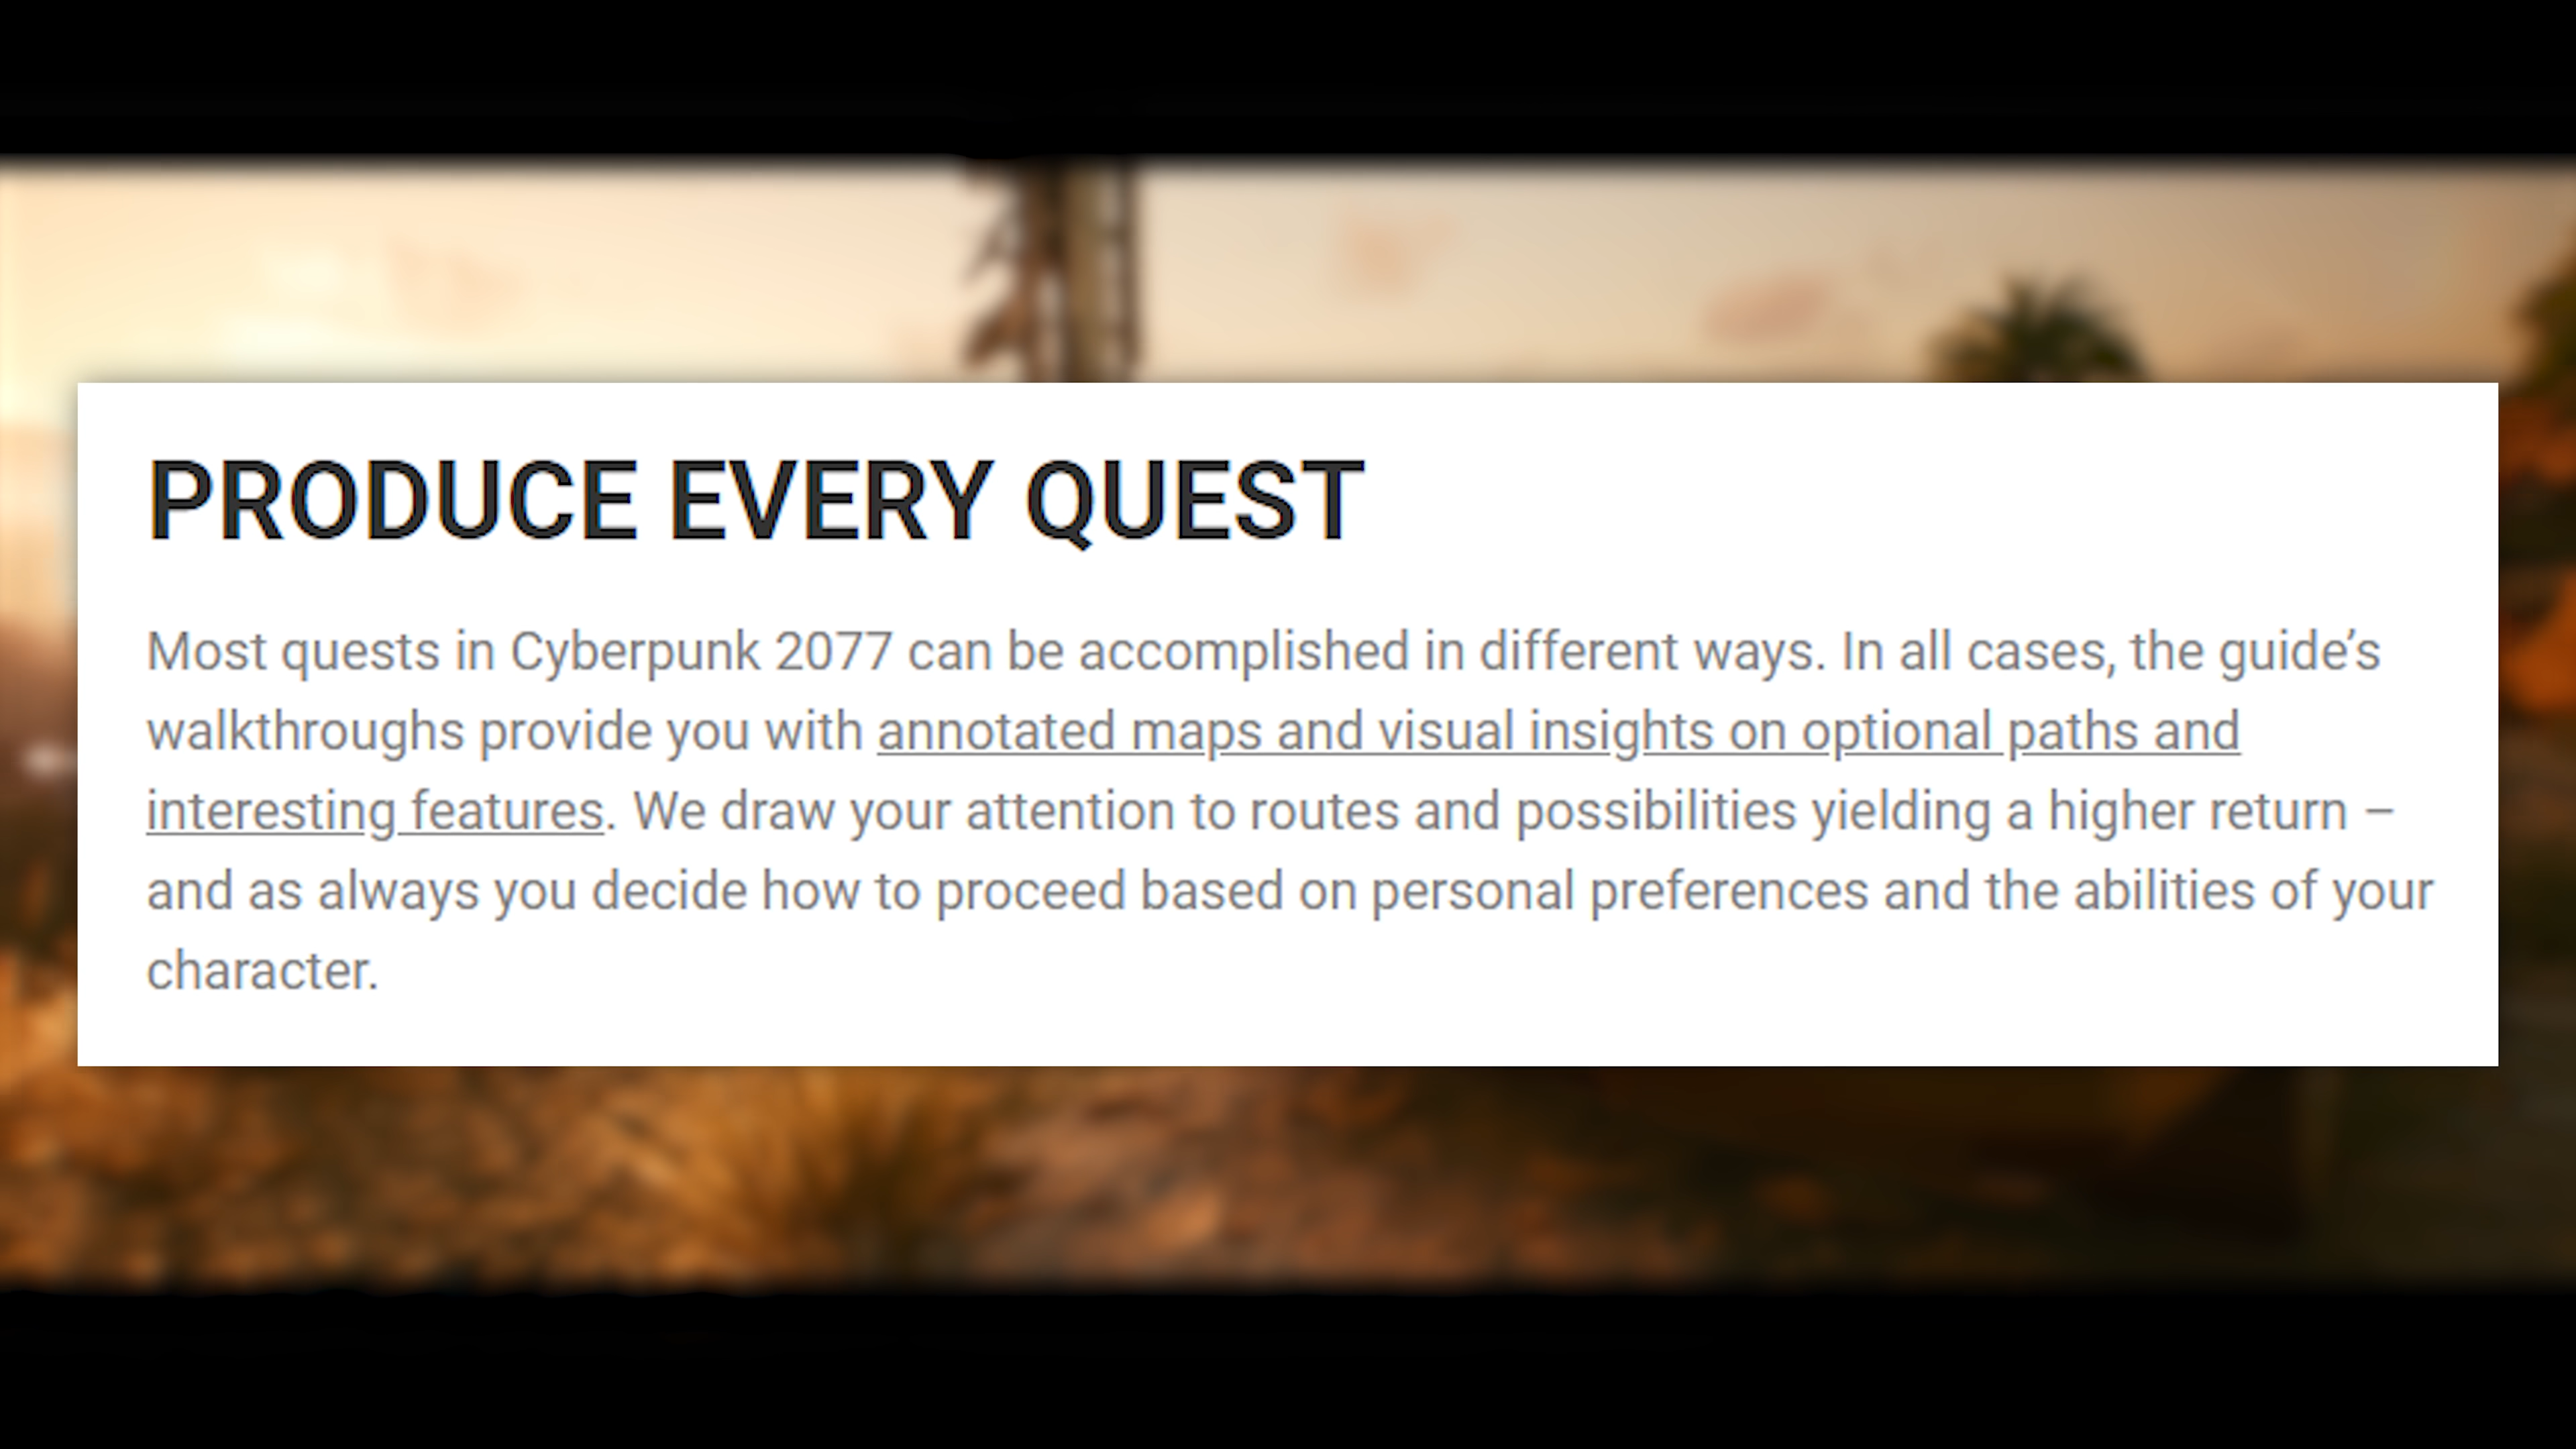 PRODUCE EVERY QUEST
Most quests in Cyberpunk 2077 can be accomplished in different ways. In all cases, the guide’s
walkthroughs provide you with annotated maps and visual insights on optional paths and
interesting features. We draw your attention to routes and possibilities yielding a higher return –
and as always you decide how to proceed based on personal preferences and the abilities of your
character.